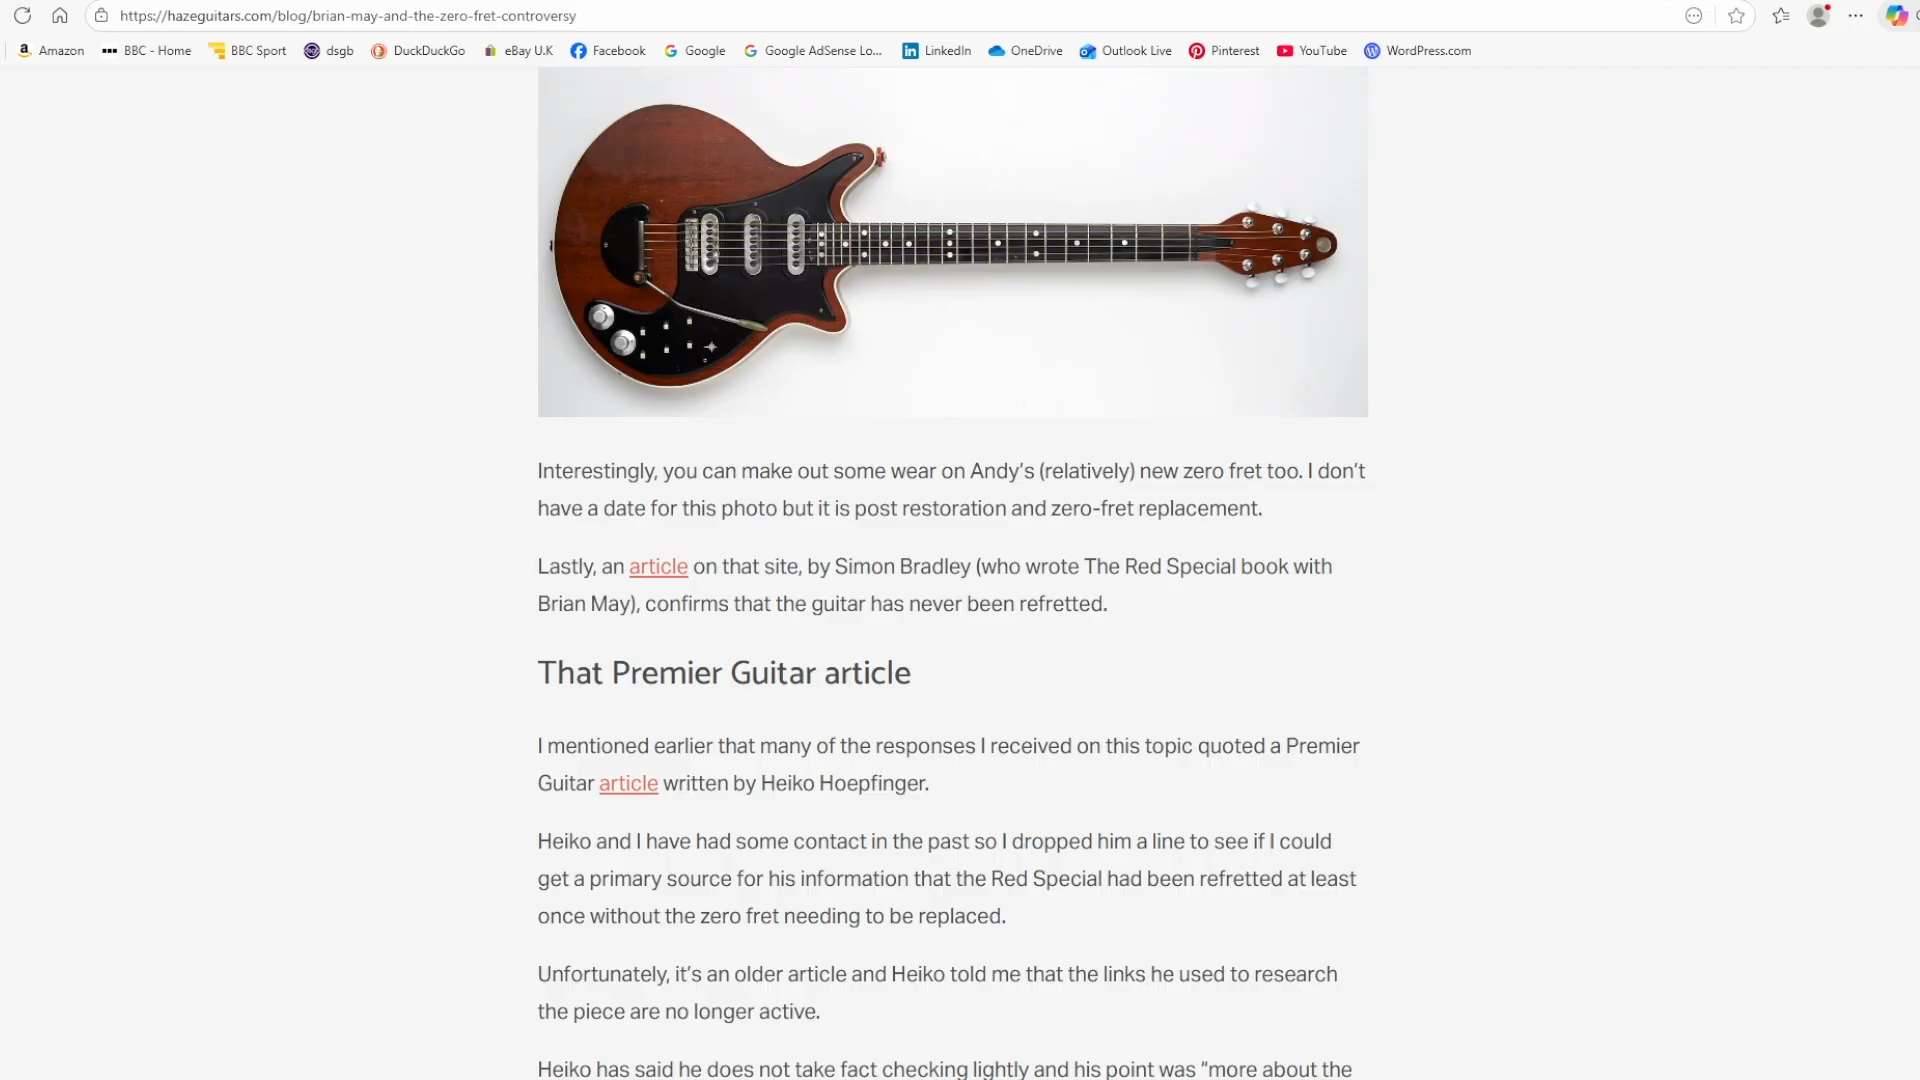 https://hazeguitars.com/blog/brian-may-and-the-zero-fret-controversy
Amazon BBC - Home BBC Sport dsgb DuckDuckGo eBay U.K Facebook Google Google AdSense Lo... LinkedIn OneDrive Outlook Live Pinterest YouTube WordPress.com
Interestingly, you can make out some wear on Andy's (relatively) new zero fret too. I don't
have a date for this photo but it is post restoration and zero-fret replacement.
Lastly, an article on that site, by Simon Bradley (who wrote The Red Special book with
Brian May), confirms that the guitar has never been refretted.
That Premier Guitar article
I mentioned earlier that many of the responses I received on this topic quoted a Premier
Guitar article written by Heiko Hoepfinger.
Heiko and I have had some contact in the past so I dropped him a line to see if I could
get a primary source for his information that the Red Special had been refretted at least
once without the zero fret needing to be replaced.
Unfortunately, it's an older article and Heiko told me that the links he used to research
the piece are no longer active.
Heiko has said he does not take fact checking lightly and his point was "more about the